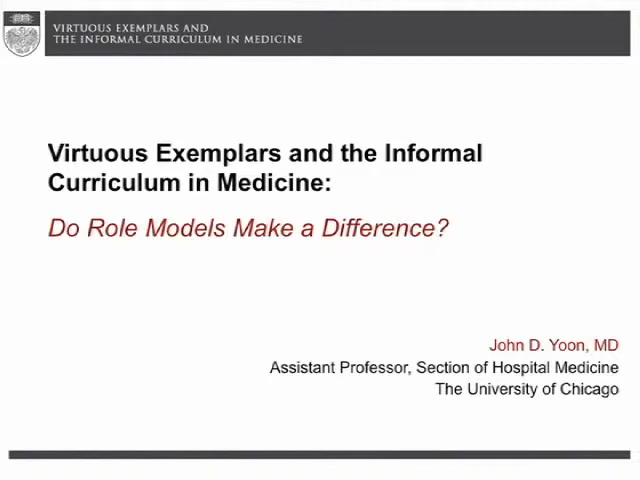 VIRTUOUS EXEMPLARS AND
THE INFORMAL CURRICULUM IN MEDICINE
Virtuous Exemplars and the Informal
Curriculum in Medicine:
Do Role Models Make a Difference?
John D. Yoon, MD
Assistant Professor, Section of Hospital Medicine
The University of Chicago